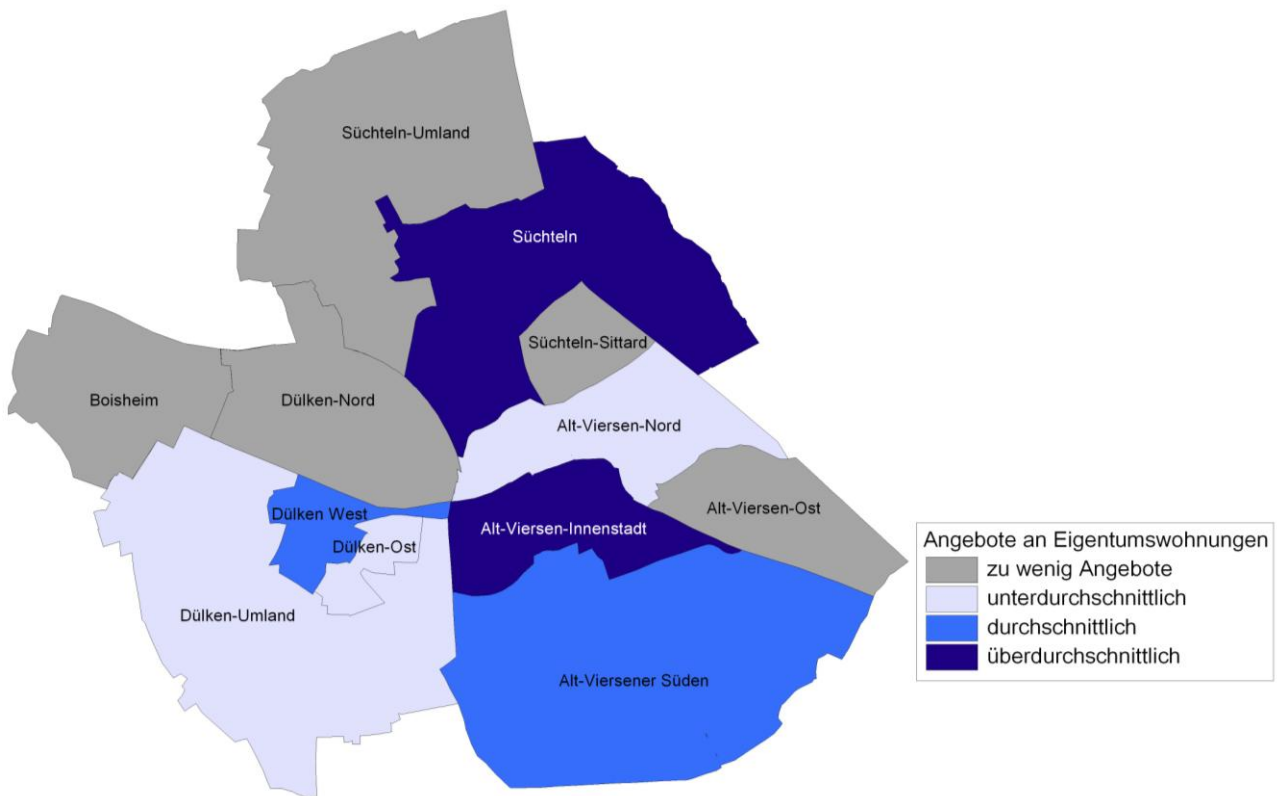 Süchteln-Umland
Süchteln
Süchteln-Sittard
Boisheim
Dülken-Nord
Alt-Viersen-Nord
Alt-Viersen-Ost
Dülken West
Alt-Viersen-Innenstadt
Dülken-Ost
Dülken-Umland
Alt-Viersener Süden
Angebote an Eigentumswohnungen
zu wenig Angebote
unterdurchschnittlich
durchschnittlich
überdurchschnittlich